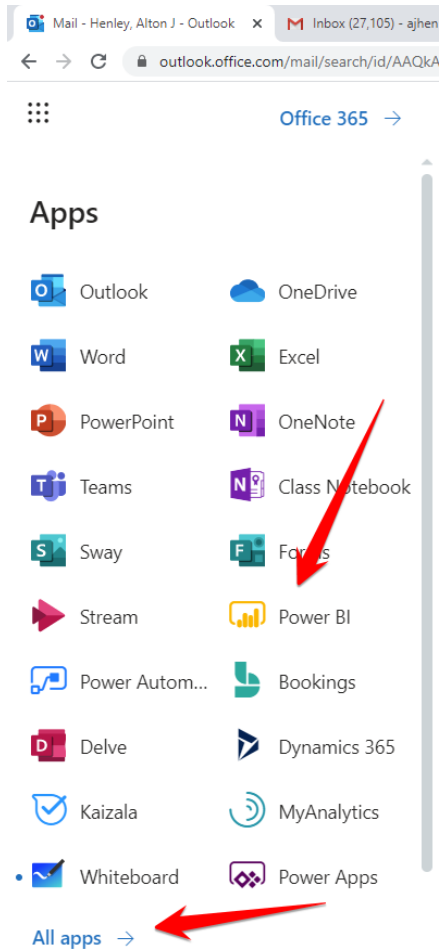 Mail - Henley, Alton J - Outlook Inbox (27,105) - ajhen
outlook.office.com/mail/search/id/AAQkA
Office 365 →
Apps
Outlook OneDrive
Word Excel
PowerPoint OneNote
Teams Class Notebook
Sway Forms
Stream Power BI
Power Autom... Bookings
Delve Dynamics 365
Kaizala MyAnalytics
Whiteboard Power Apps
All apps →